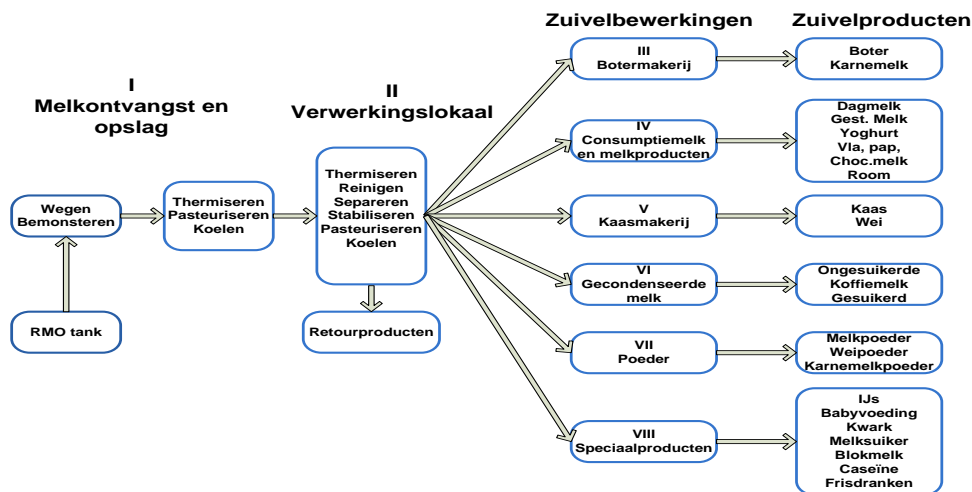 Zuivelbewerkingen
Zuivelproducten
I
Melkontvangst en
opslag
II
Verwerkingslokaal
RMO tank
Wegen
Bemonsteren
Thermiseren
Pasteuriseren
Koelen
Thermiseren
Reinigen
Separeren
Stabiliseren
Pasteuriseren
Koelen
Retourproducten
III
Botermakerij
Boter
Karnemelk
IV
Consumptiemelk
en melkproducten
Dagmelk
Gest. Melk
Yoghurt
Vla, pap,
Choc.melk
Room
V
Kaasmakerij
Kaas
Wei
VI
Gecondenseerde
melk
Ongesuikerde
Koffiemelk
Gesuikerd
VII
Poeder
Melkpoeder
Weipoeder
Karnemelkpoeder
VIII
Speciaalproducten
IJs
Babyvoeding
Kwark
Melksuiker
Blokmelk
Caseïne
Frisdranken